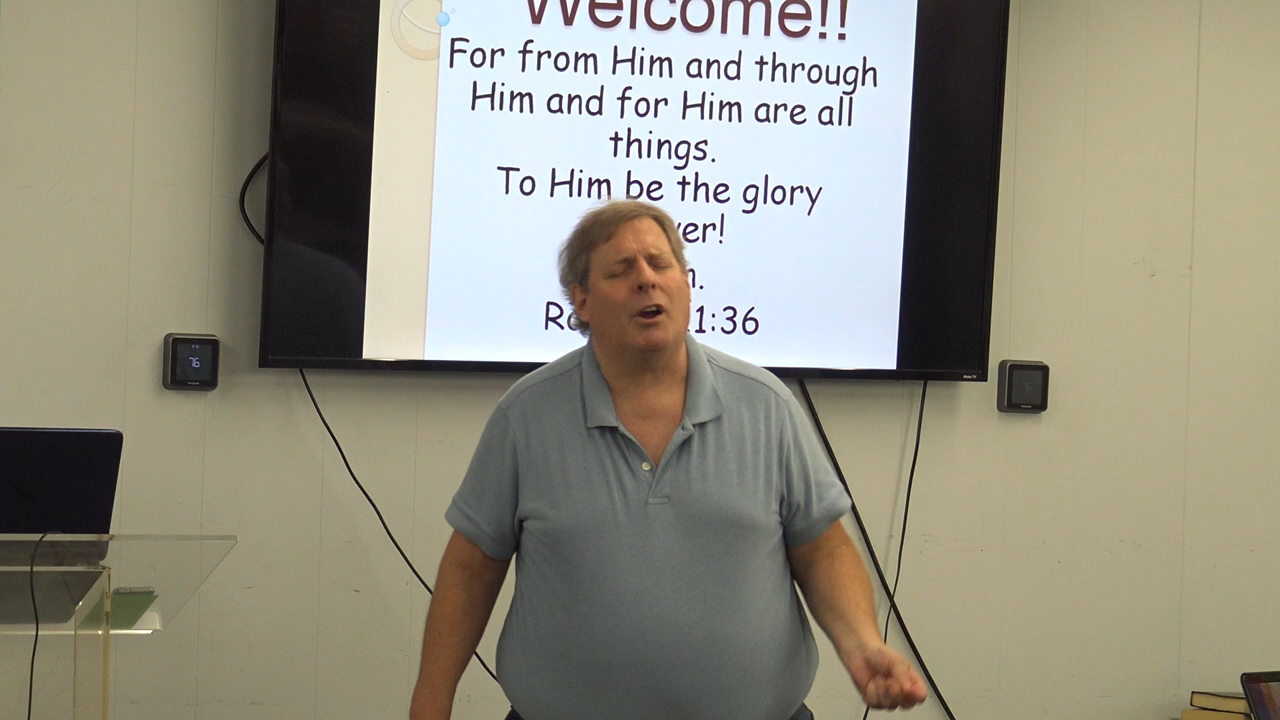 Welcome!!
For from Him and through
Him and for Him are all
things.
To Him be the glory
ver!
n.
Ro 1:36
76